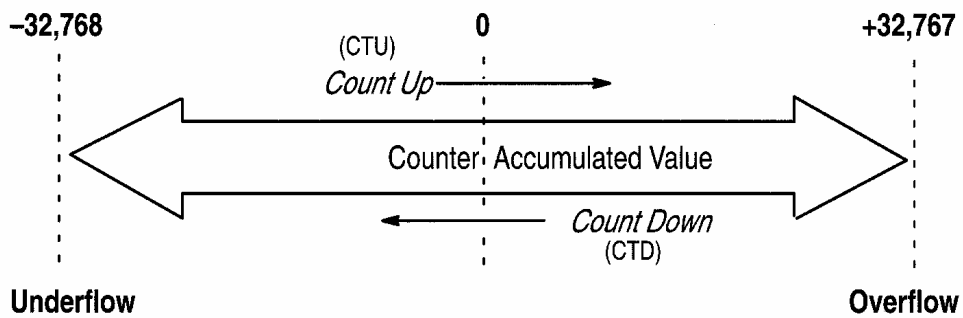 –32,768 0 +32,767
(CTU)
Count Up
Counter Accumulated Value
Count Down
(CTD)
Underflow Overflow